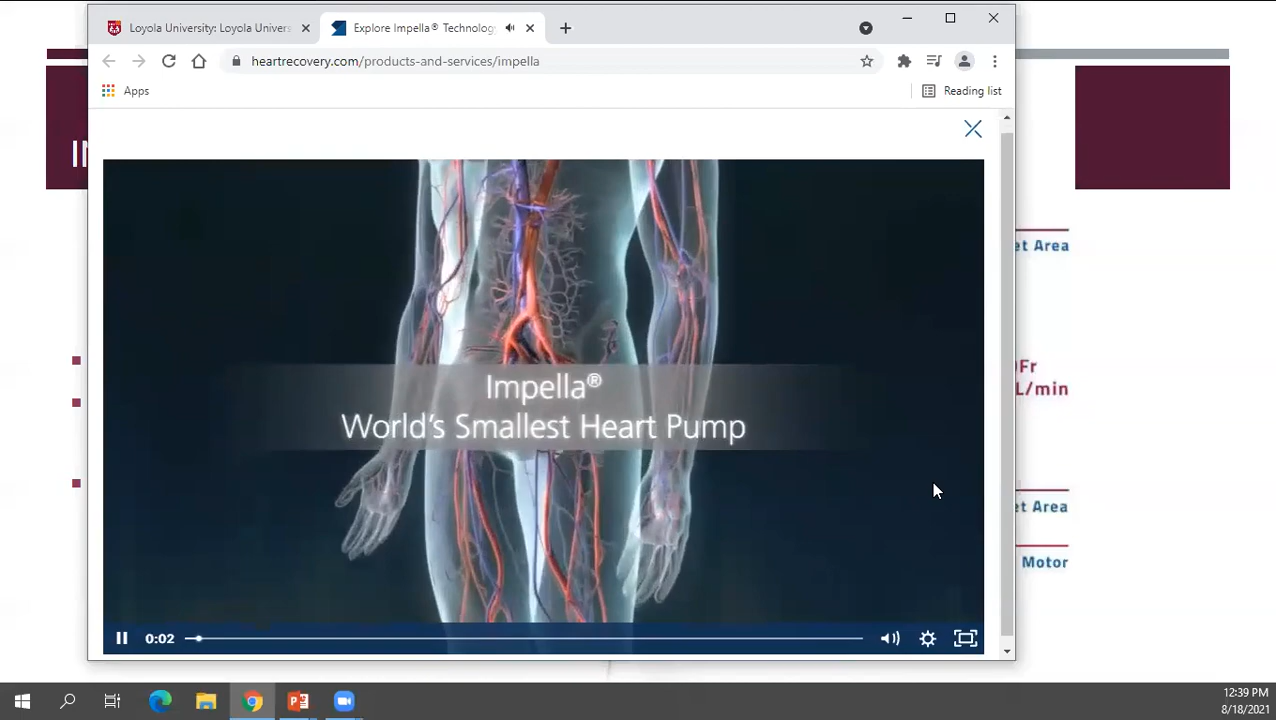 Loyola University: Loyola Univers
Explore Impella® Technolog
heartrecovery.com/products-and-services/impella
Apps
Reading list
et Area
Fr
L/min
et Area
Motor
Impella®
World's Smallest Heart Pump
0:02
12:39 PM
8/18/2021